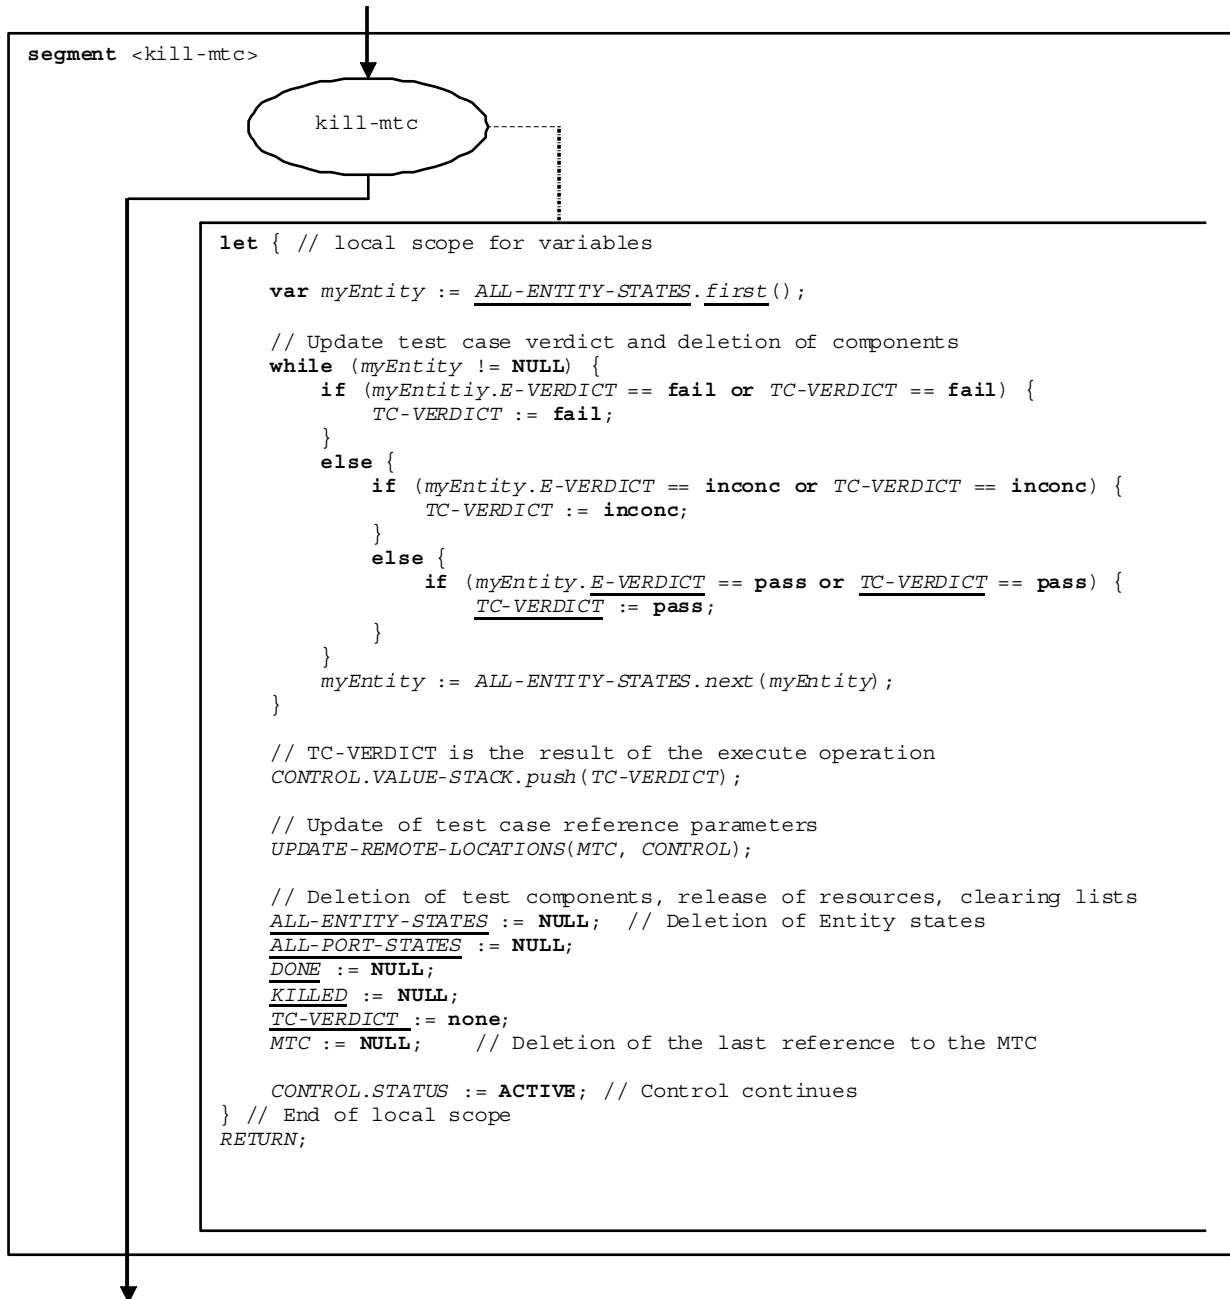 segment <kill-mtc>
kill-mtc
let { // local scope for variables
var myEntity := ALL-ENTITY-STATES.first();
// Update test case verdict and deletion of components
while (myEntity != NULL) {
if (myEntitiy.E-VERDICT == fail or TC-VERDICT == fail) {
TC-VERDICT := fail;
}
else {
if (myEntity.E-VERDICT == inconc or TC-VERDICT == inconc) {
TC-VERDICT := inconc;
}
else {
if (myEntity.E-VERDICT == pass or TC-VERDICT == pass) {
TC-VERDICT := pass;
}
}
myEntity := ALL-ENTITY-STATES.next(myEntity);
}
// TC-VERDICT is the result of the execute operation
CONTROL.VALUE-STACK.push(TC-VERDICT);
// Update of test case reference parameters
UPDATE-REMOTE-LOCATIONS(MTC, CONTROL);
// Deletion of test components, release of resources, clearing lists
ALL-ENTITY-STATES := NULL; // Deletion of Entity states
ALL-PORT-STATES := NULL;
DONE := NULL;
KILLED := NULL;
TC-VERDICT := none;
MTC := NULL; // Deletion of the last reference to the MTC
CONTROL.STATUS := ACTIVE; // Control continues
} // End of local scope
RETURN;